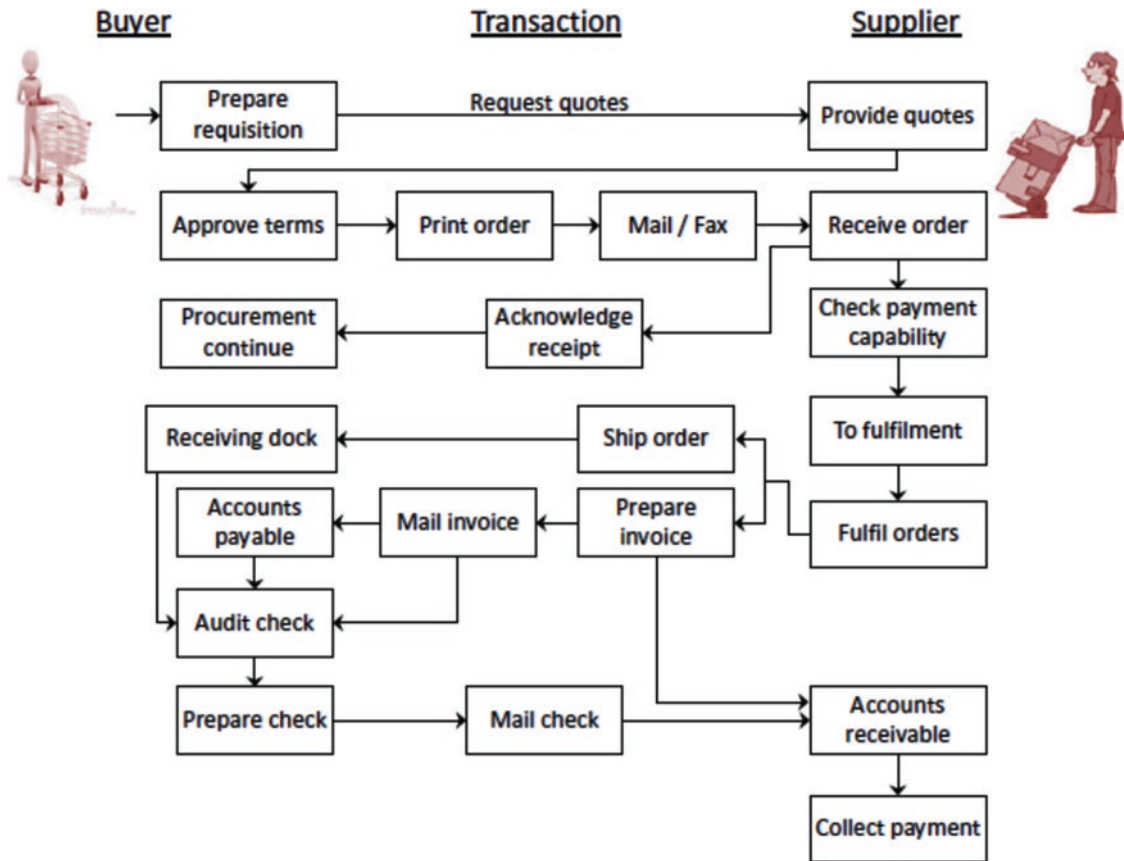 Buyer
Transaction
Supplier
Prepare
requisition
Request quotes
Provide quotes
Approve terms
Print order
Mail / Fax
Receive order
Procurement
continue
Acknowledge
receipt
Check payment
capability
Receiving dock
Ship order
To fulfilment
Accounts
payable
Mail invoice
Prepare
invoice
Fulfil orders
Audit check
Prepare check
Mail check
Accounts
receivable
Collect payment